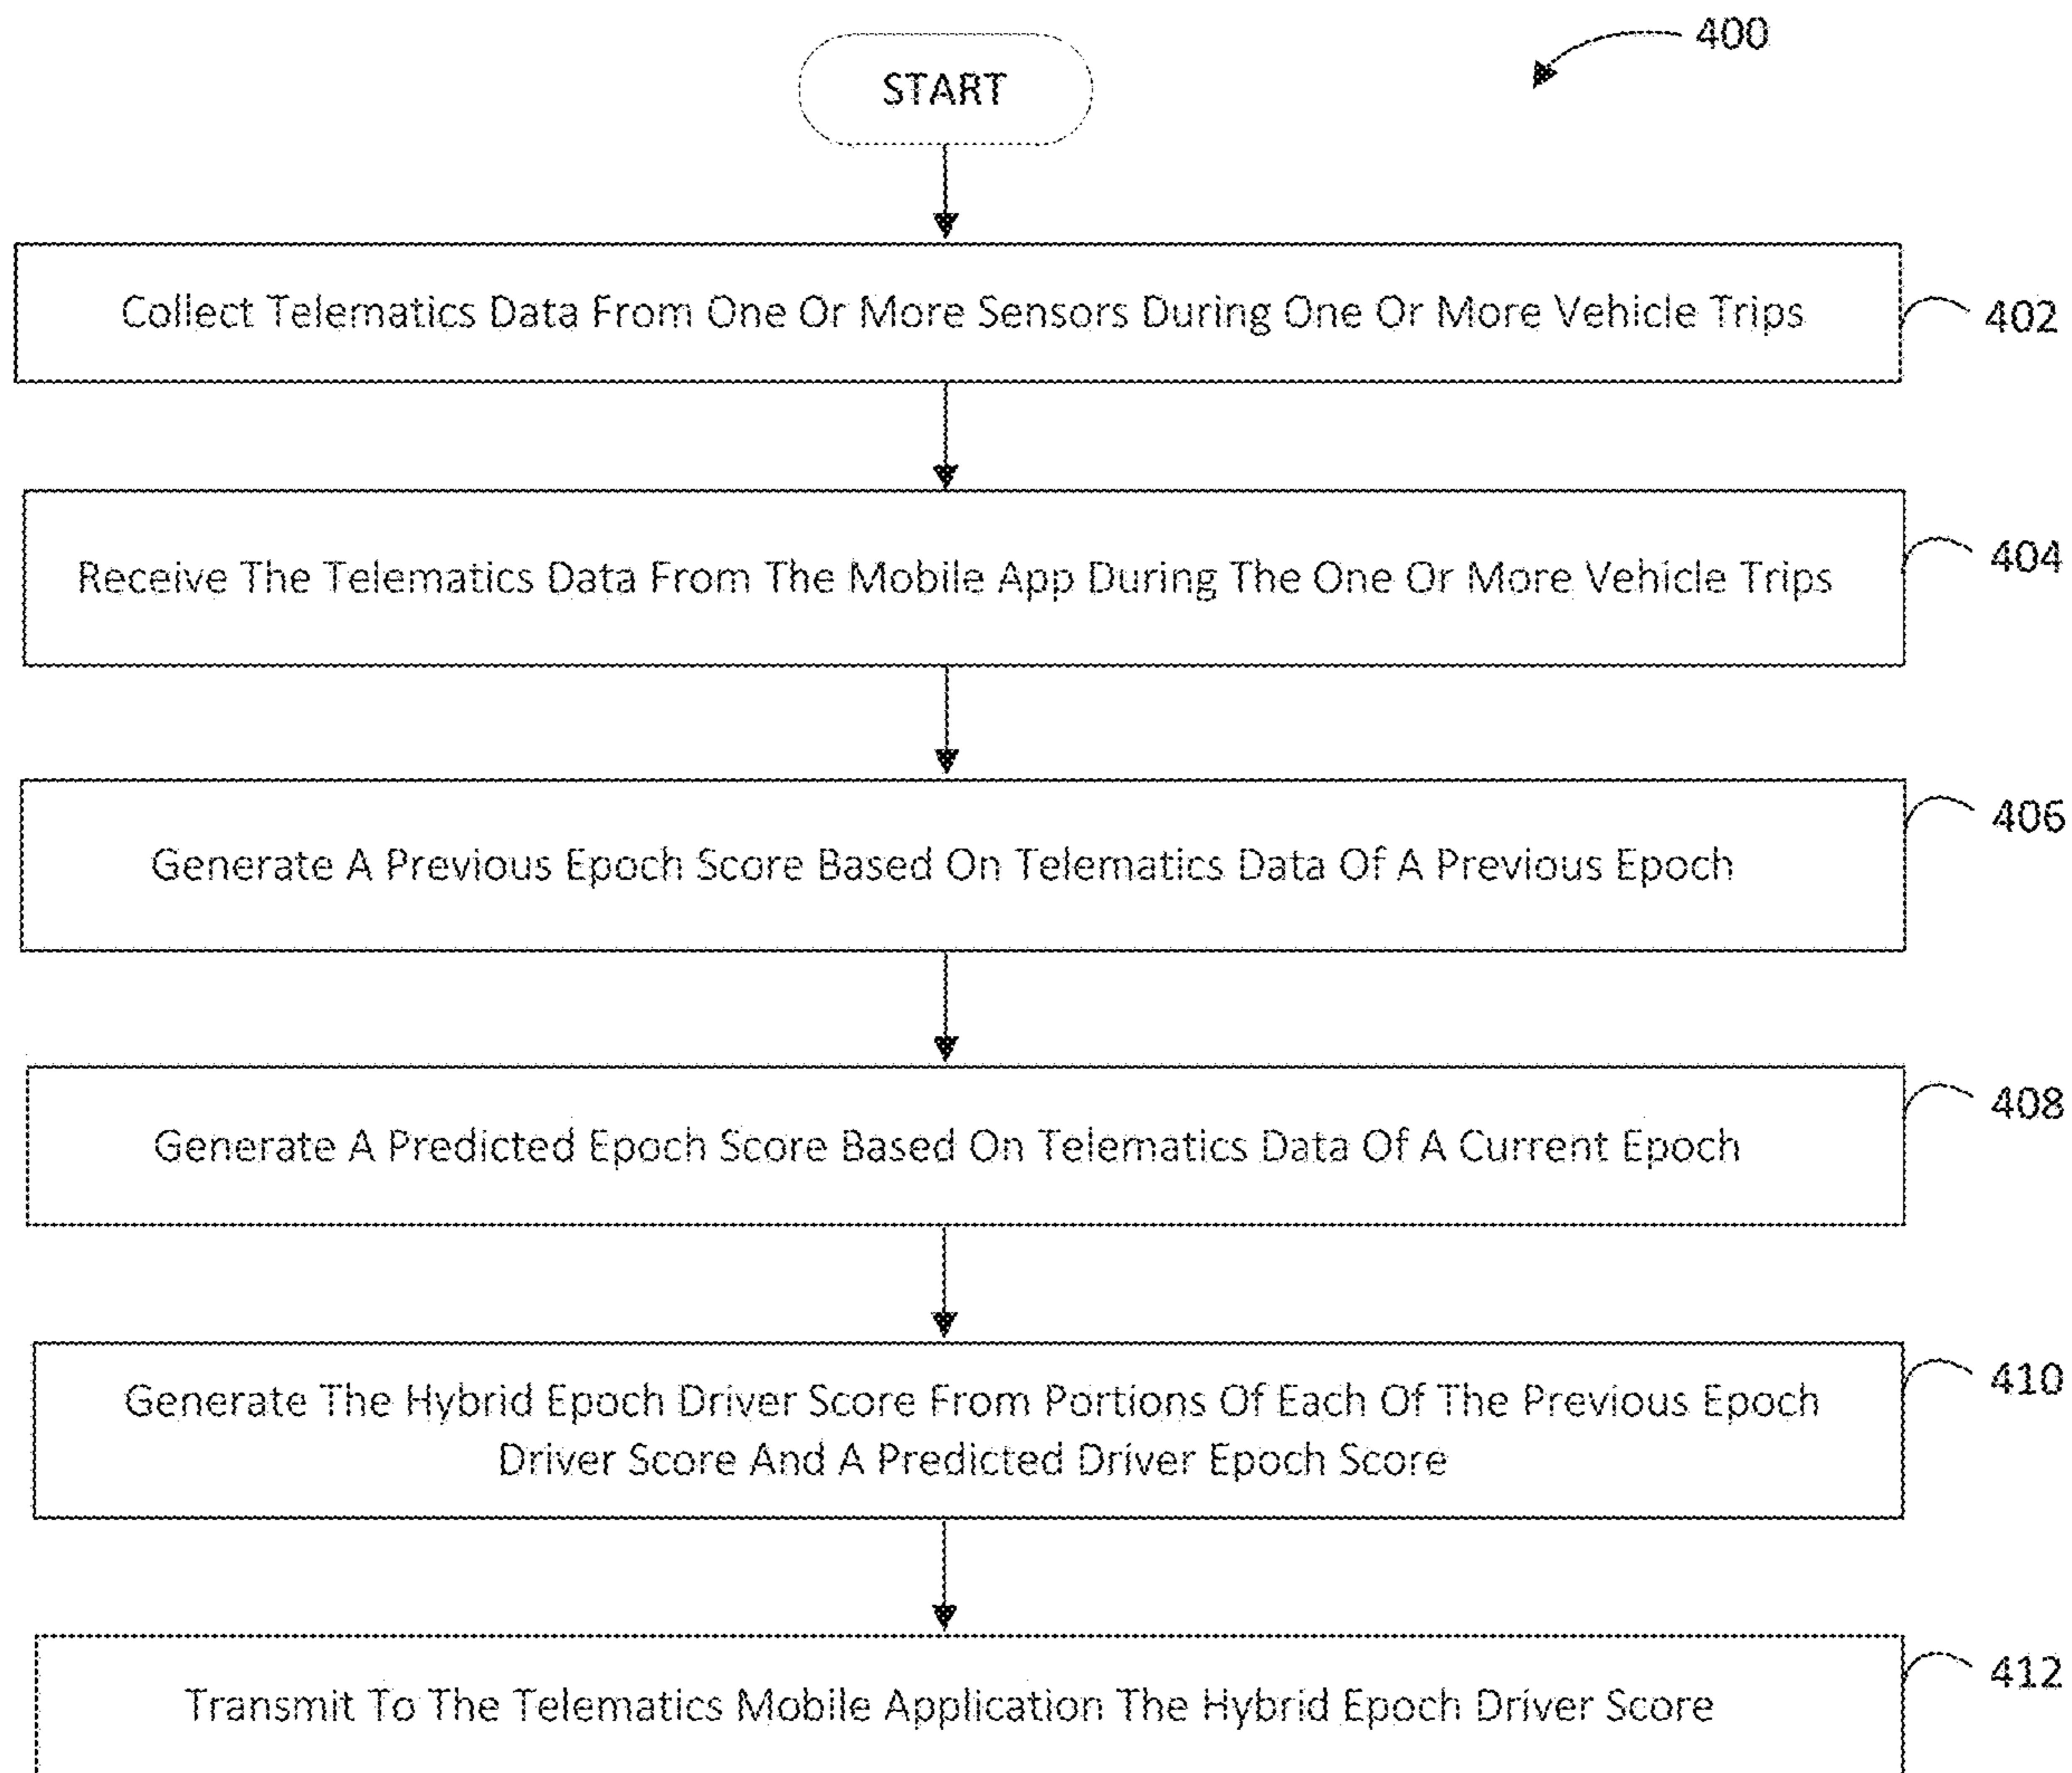 400
START
Collect Telematics Data From One Or More Sensors During One Or More Vehicle Trips
402
Receive The Telematics Data From The Mobile App During The One Or More Vehicle Trips
404
Generate A Previous Epoch Score Based On Telematics Data Of A Previous Epoch
406
Generate A Predicted Epoch Score Based On Telematics Data Of A Current Epoch
408
Generate The Hybrid Epoch Driver Score From Portions Of Each Of The Previous Epoch
Driver Score And A Predicted Driver Epoch Score
410
Transmit To The Telematics Mobile Application The Hybrid Epoch Driver Score
412